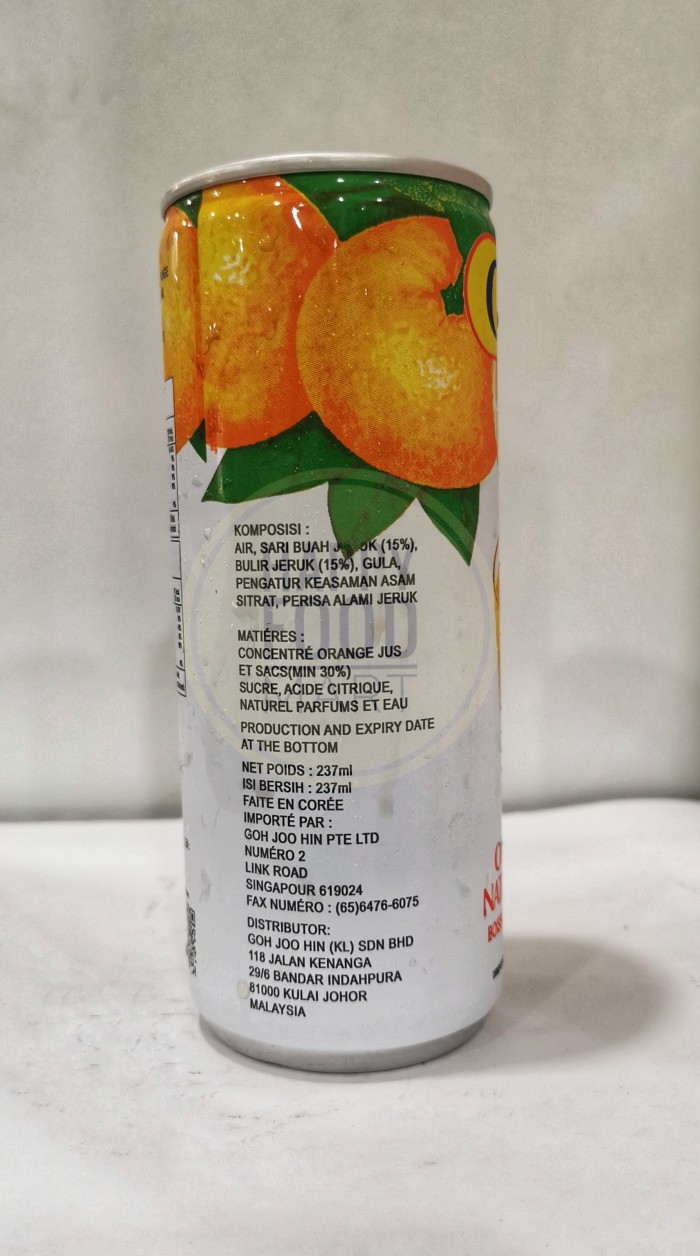 KOMPOSISI :
AIR, SARI BUAH (15%),
BULIR JERUK (15%), GULA,
PENGATUR KEASAMAN ASAM
SITRAT, PERISA ALAMI JERUK
MATIÉRES :
CONCENTRÉ ORANGE JUS
ET SACS(MIN 30%)
SUCRE, ACIDE CITRIQUE,
NATUREL PARFUMS ET EAU
PRODUCTION AND EXPIRY DATE
AT THE BOTTOM
NET POIDS : 237ml
ISI BERSIH : 237ml
FAITE EN CORÉE
IMPORTÉ PAR :
GOH JOO HIN PTE LTD
NUMÉRO 2
LINK ROAD
SINGAPOUR 619024
FAX NUMÉRO : (65)6476-6075
DISTRIBUTOR:
GOH JOO HIN (KL) SDN BHD
118 JALAN KENANGA
29/6 BANDAR INDAHPURA
81000 KULAI JOHOR
MALAYSIA
FOOD
MART